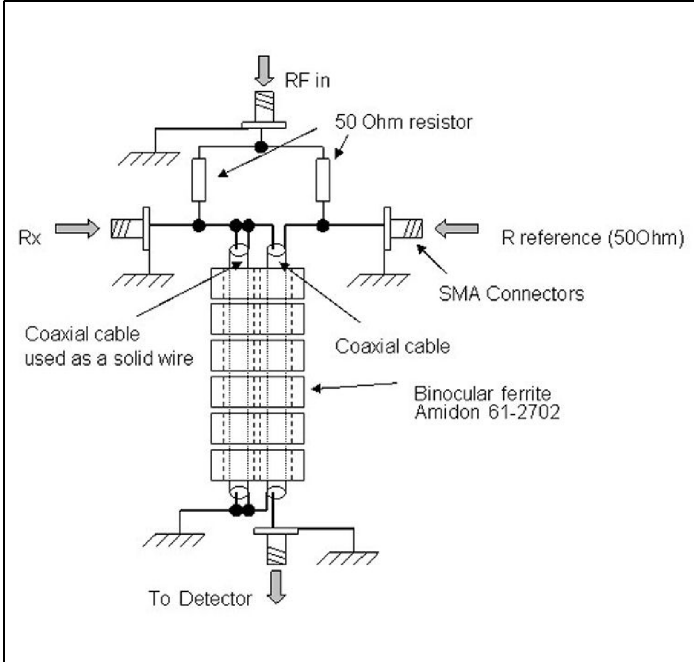 RF in
50 Ohm resistor
Rx
R reference (50Ohm)
SMA Connectors
Coaxial cable
used as a solid wire
Coaxial cable
Binocular ferrite
Amidon 61-2702
To Detector